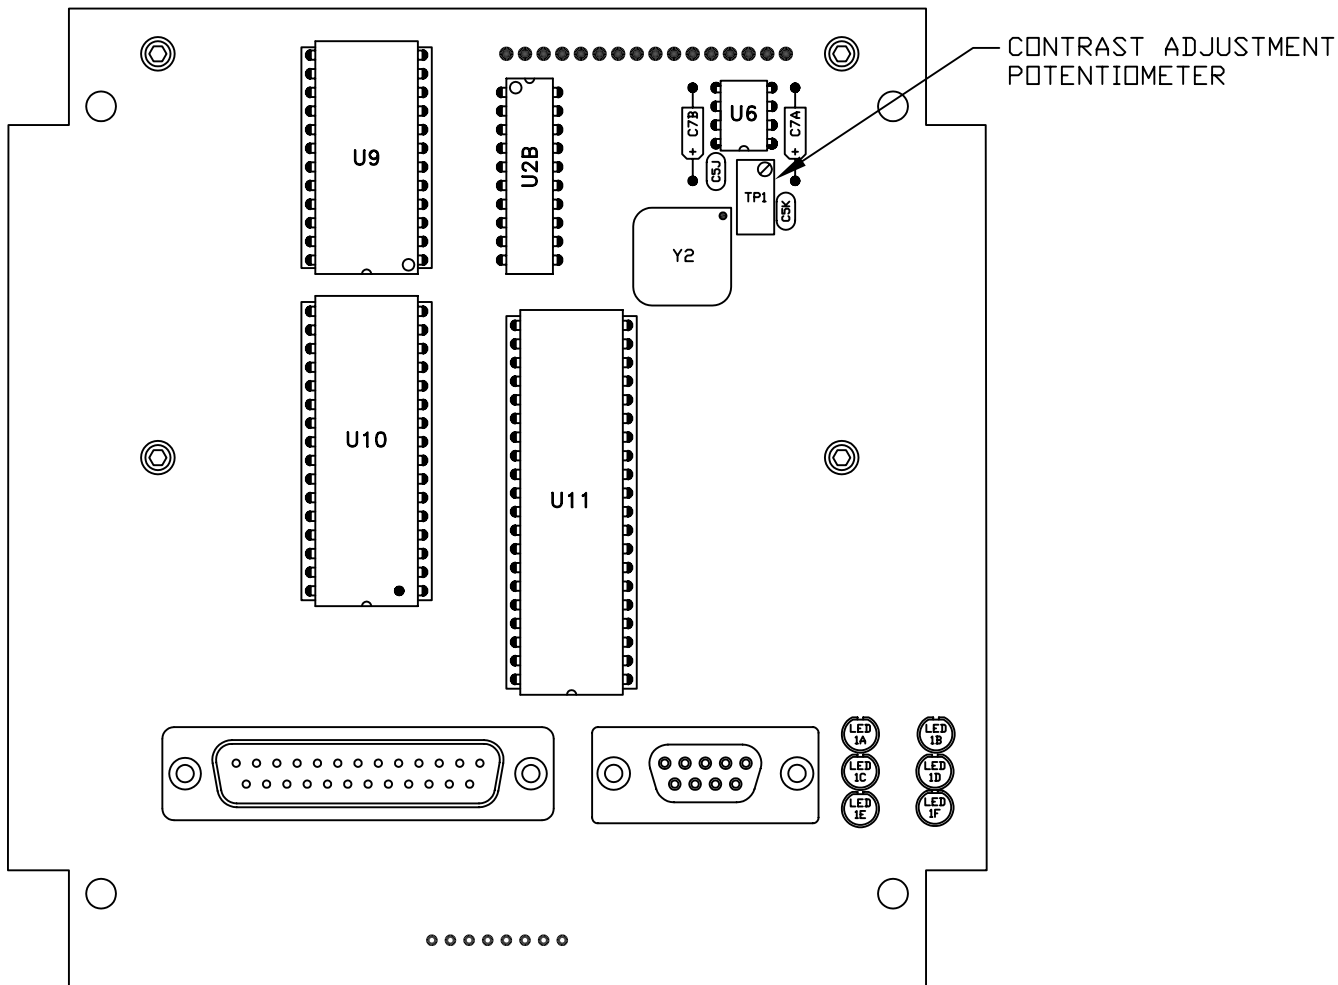 CONTRAST ADJUSTMENT
POTENTIOMETER
U9
U2B
C7B
+
U6
C7A
+
C5J
TP1
C5K
Y2
U10
U11
LED
1A
LED
1B
LED
1C
LED
1D
LED
1E
LED
1F